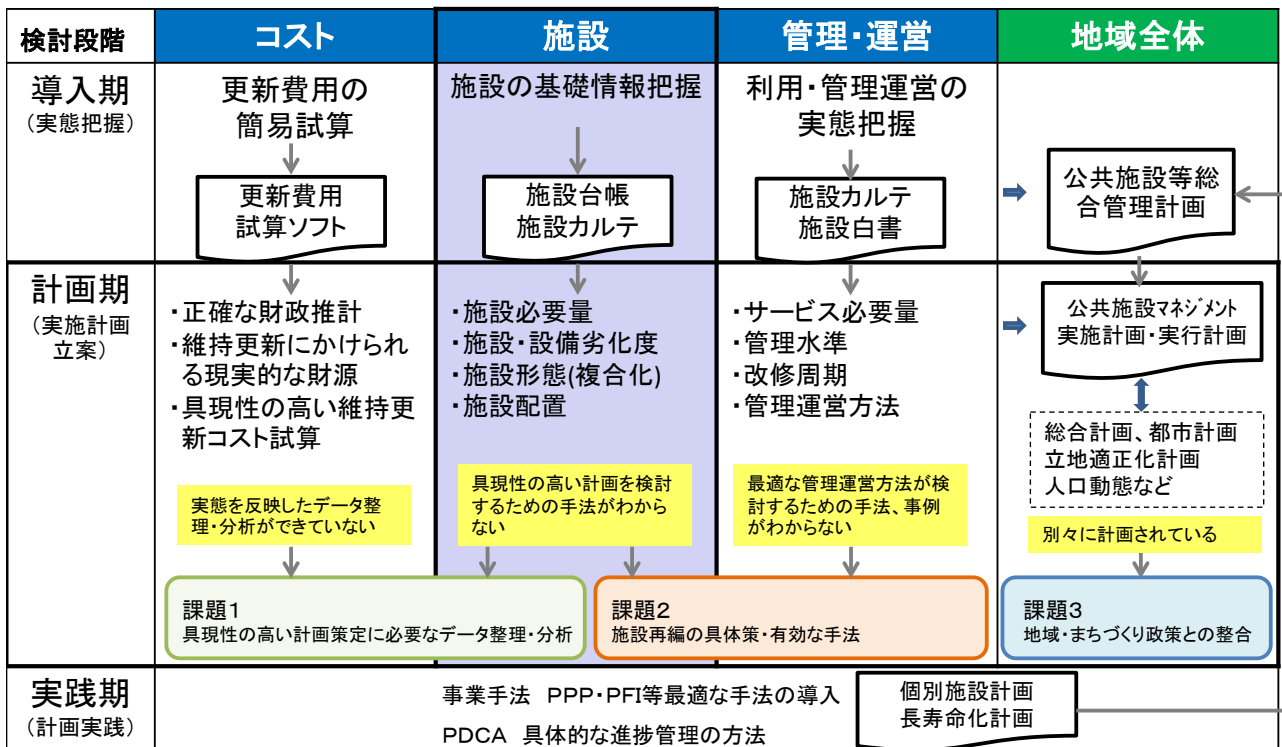 検討段階
コスト
施設
管理・運営
地域全体
導入期
(実態把握)
更新費用の
簡易試算
更新費用
試算ソフト
施設の基礎情報把握
施設台帳
施設カルテ
利用・管理運営の
実態把握
施設カルテ
施設白書
公共施設等総
合管理計画
計画期
(実施計画
立案)
・正確な財政推計
・維持更新にかけられ
る現実的な財源
・具現性の高い維持更
新コスト試算
・施設必要量
・施設・設備劣化度
・施設形態(複合化)
・施設配置
・サービス必要量
・管理水準
・改修周期
・管理運営方法
公共施設マネジメント
実施計画・実行計画
総合計画、都市計画
立地適正化計画
人口動態など
実態を反映したデータ整
理・分析ができていない
具現性の高い計画を検討
するための手法がわから
ない
最適な管理運営方法が検
討するための手法、事例
がわからない
別々に計画されている
課題1
具現性の高い計画策定に必要なデータ整理・分析
課題2
施設再編の具体策・有効な手法
課題3
地域・まちづくり政策との整合
実践期
(計画実践)
事業手法 PPP・PFI等最適な手法の導入
PDCA 具体的な進捗管理の方法
個別施設計画
長寿命化計画